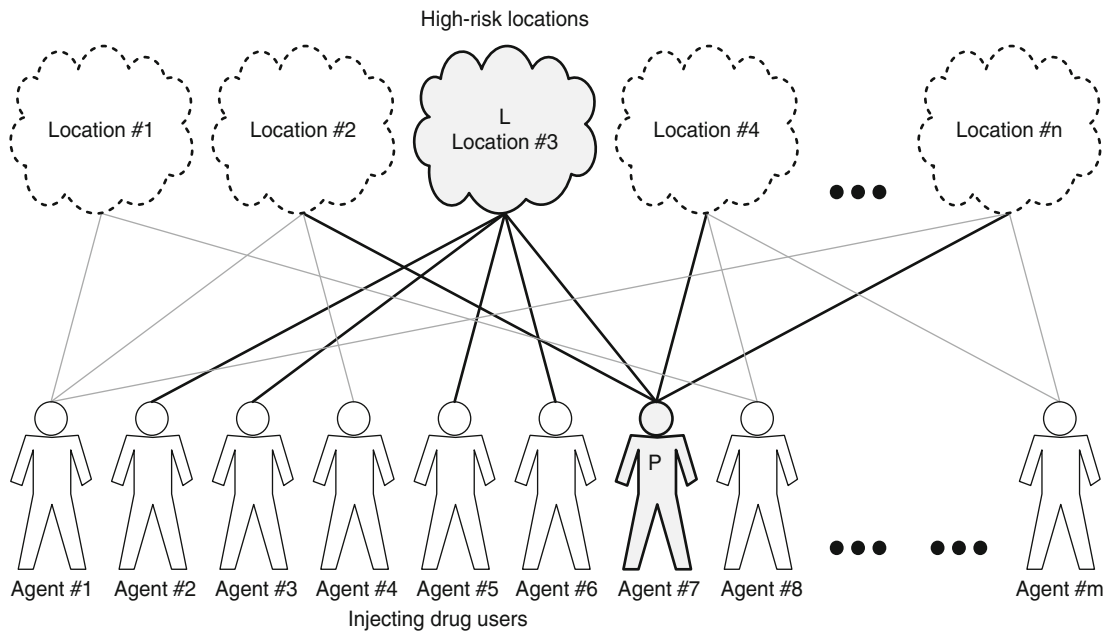 High-risk locations
Location #1
Location #2
L
Location #3
Location #4
Location #n
P
Agent #1
Agent #2
Agent #3
Agent #4
Agent #5
Agent #6
Agent #7
Agent #8
Agent #m
Injecting drug users